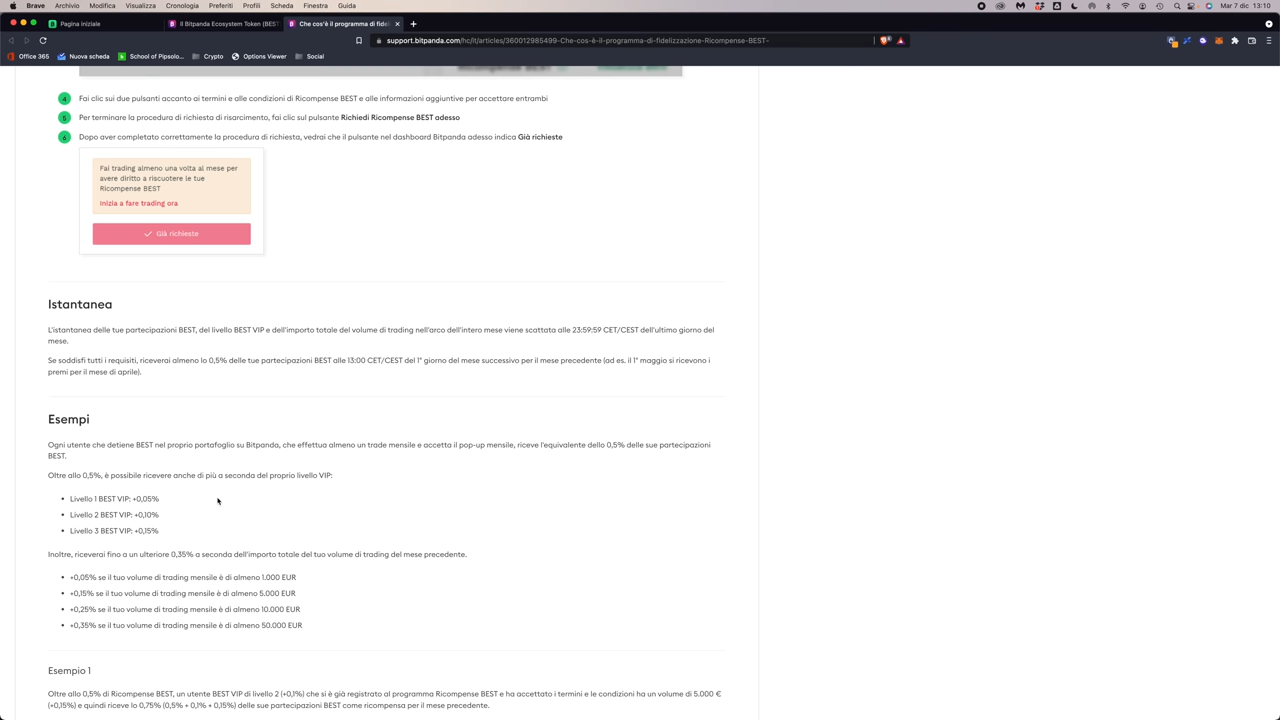 Brave Archivio Modifica Visualizza Cronologia Preferiti Profili Scheda Finestra Guida Mar 7 dic 13:10
Pagina iniziale Il Bitpanda Ecosystem Token (BEST Che cos'è il programma di fidel
support.bitpanda.com/hc/it/articles/360012985499-Che-cos-è-il-programma-di-fidelizzazione-Ricompense-BEST-
Office 365 Nuova scheda School of Pipsolo... Crypto Options Viewer Social
4 Fai clic sui due pulsanti accanto ai termini e alle condizioni di Ricompense BEST e alle informazioni aggiuntive per accettare entrambi
5 Per terminare la procedura di richiesta di risarcimento, fai clic sul pulsante Richiedi Ricompense BEST adesso
6 Dopo aver completato correttamente la procedura di richiesta, vedrai che il pulsante nel dashboard Bitpanda adesso indica Già richieste
Fai trading almeno una volta al mese per
avere diritto a riscuotere le tue
Ricompense BEST
Inizia a fare trading ora
Già richieste
Istantanea
L'istantanea delle tue partecipazioni BEST, del livello BEST VIP e dell'importo totale del volume di trading nell'arco dell'intero mese viene scattata alle 23:59:59 CET/CEST dell'ultimo giorno del
mese.
Se soddisfi tutti i requisiti, riceverai almeno lo 0,5% delle tue partecipazioni BEST alle 13:00 CET/CEST del 1° giorno del mese successivo per il mese precedente (ad es. il 1° maggio si ricevono i
premi per il mese di aprile).
Esempi
Ogni utente che detiene BEST nel proprio portafoglio su Bitpanda, che effettua almeno un trade mensile e accetta il pop-up mensile, riceve l'equivalente dello 0,5% delle sue partecipazioni
BEST.
Oltre allo 0,5%, è possibile ricevere anche di più a seconda del proprio livello VIP:
• Livello 1 BEST VIP: +0,05%
• Livello 2 BEST VIP: +0,10%
• Livello 3 BEST VIP: +0,15%
Inoltre, riceverai fino a un ulteriore 0,35% a seconda dell'importo totale del tuo volume di trading del mese precedente.
• +0,05% se il tuo volume di trading mensile è di almeno 1.000 EUR
• +0,15% se il tuo volume di trading mensile è di almeno 5.000 EUR
• +0,25% se il tuo volume di trading mensile è di almeno 10.000 EUR
• +0,35% se il tuo volume di trading mensile è di almeno 50.000 EUR
Esempio 1
Oltre allo 0,5% di Ricompense BEST, un utente BEST VIP di livello 2 (+0,1%) che si è già registrato al programma Ricompense BEST e ha accettato i termini e le condizioni ha un volume di 5.000 €
(+0,15%) e quindi riceve lo 0,75% (0,5% + 0,1% + 0,15%) delle sue partecipazioni BEST come ricompensa per il mese precedente.